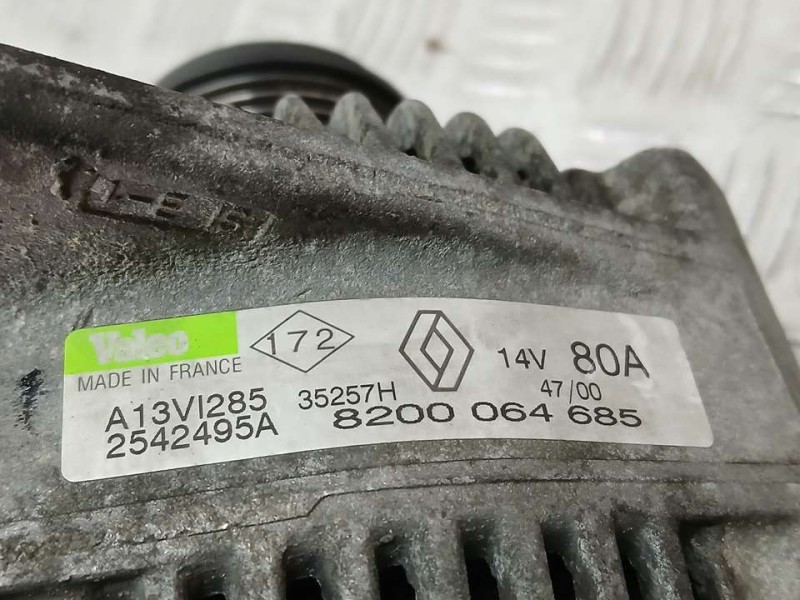 Valeo
MADE IN FRANCE
172
14V 80A
A13VI285
35257H
47/00
2542495A
8200 064 685